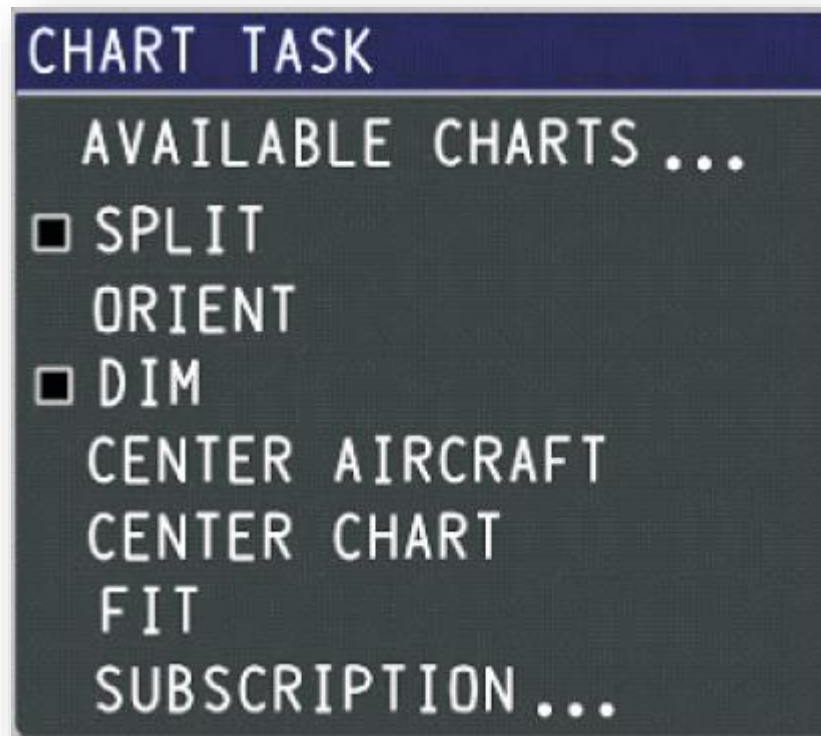 CHART TASK
AVAILABLE CHARTS ...
SPLIT
ORIENT
DIM
CENTER AIRCRAFT
CENTER CHART
FIT
SUBSCRIPTION ...